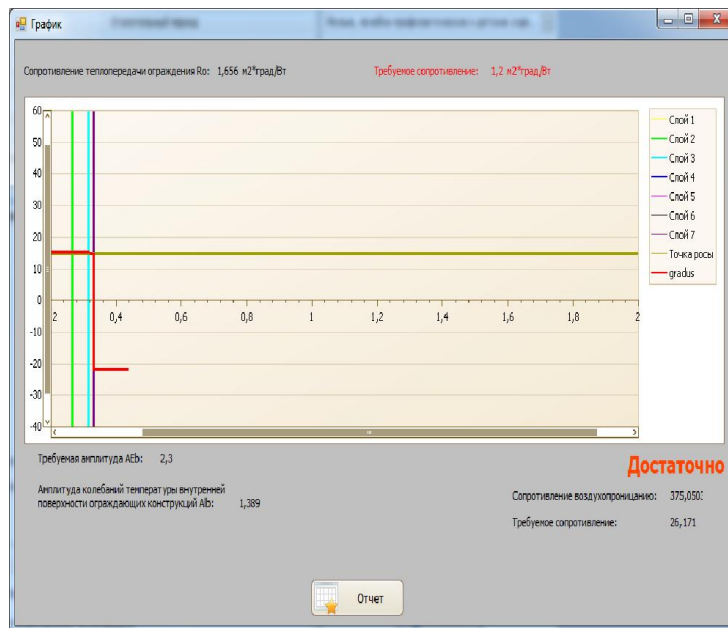 График
Сопротивление теплопередачи ограждения Ro: 1,656 м2*град/Вт
Требуемое сопротивление: 1,2 м2*град/Вт
60
50
40
30
20
10
0
-10
-20
-30
-40
2 0,4 0,6 0,8 1 1,2 1,4 1,6 1,8 2
Слой 1
Слой 2
Слой 3
Слой 4
Слой 5
Слой 6
Слой 7
Точка росы
gradus
Требуемая амплитуда AEb: 2,3
Достаточно
Амплитуда колебаний температуры внутренней
поверхности ограждающих конструкций Alb: 1,389
Сопротивление воздухопроницанию: 375,050
Требуемое сопротивление: 26,171
Отчет